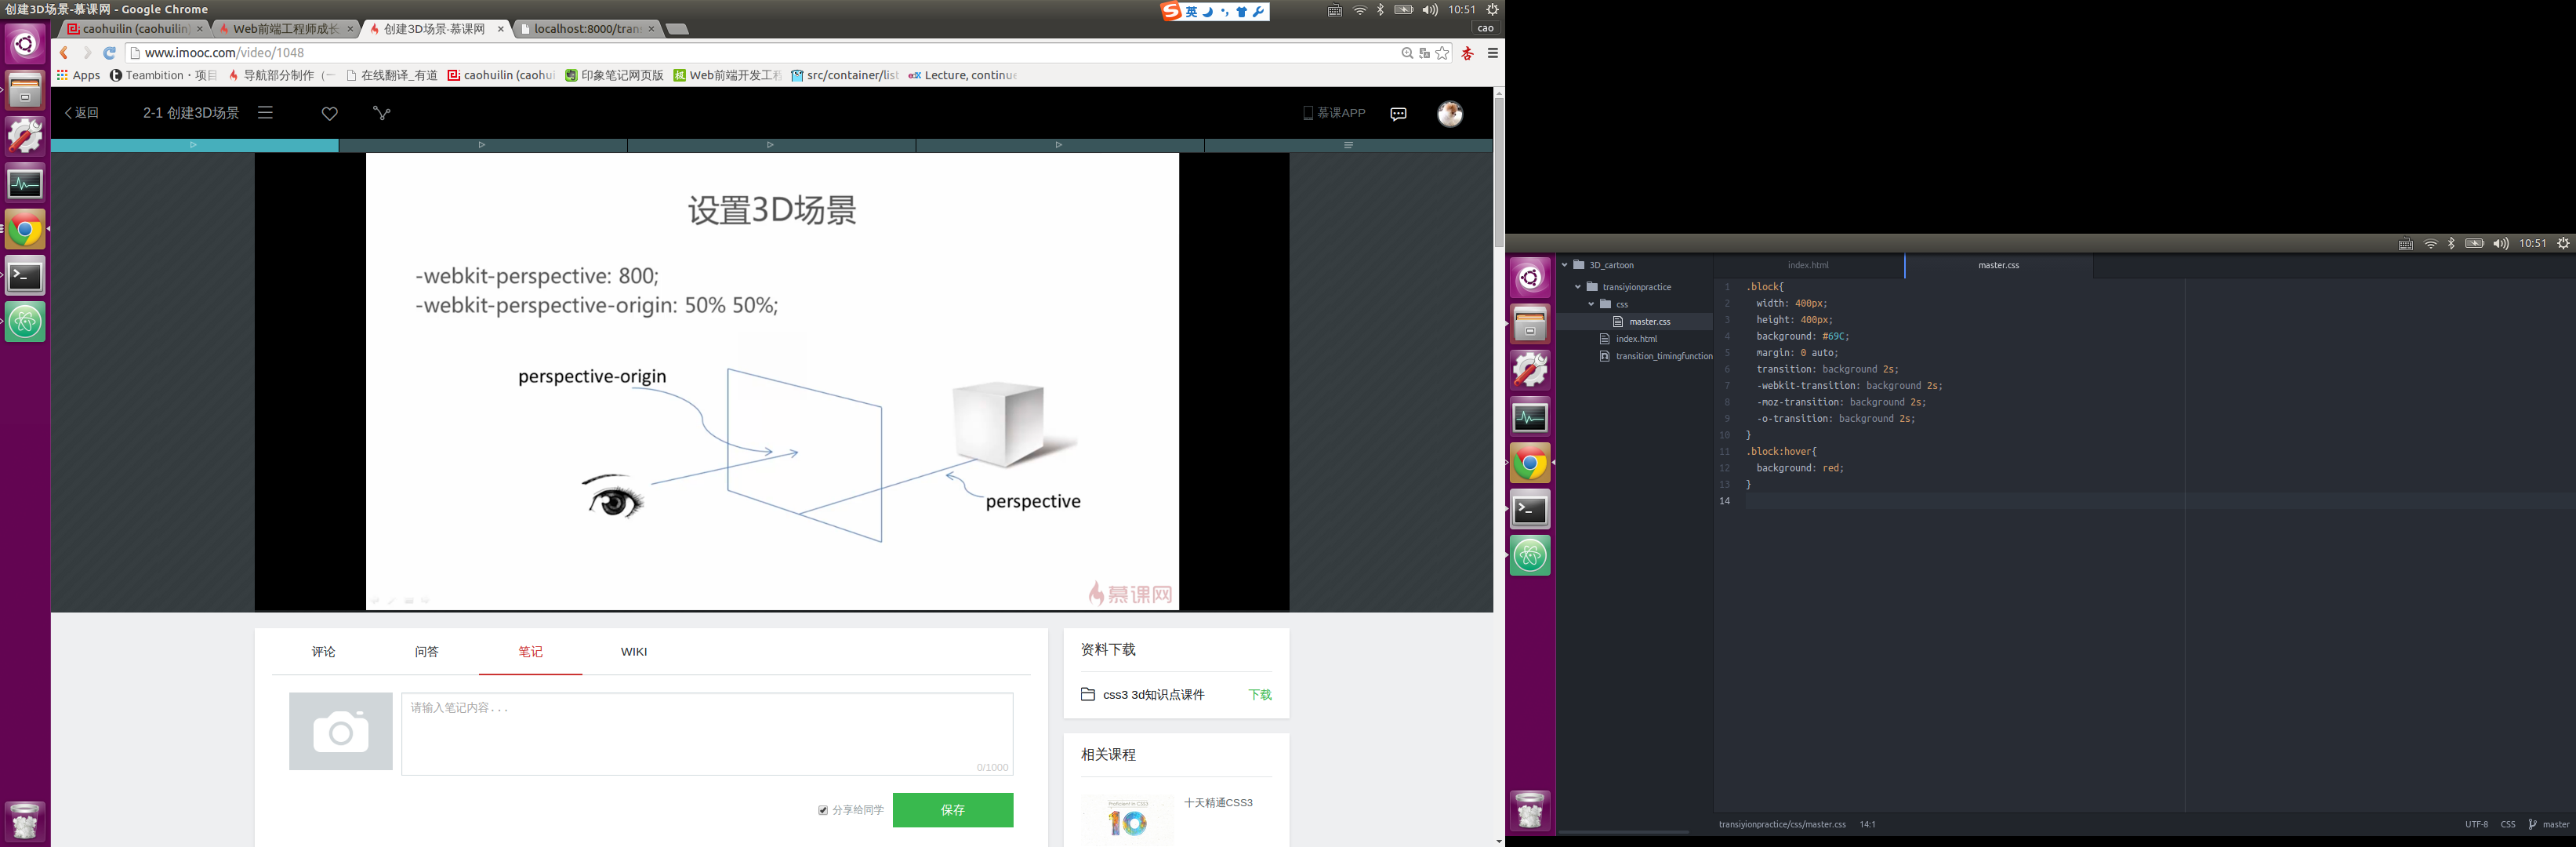 创建3D场景-慕课网 - Google Chrome
英
10:51
caohuilin (caohuilin)
Web前端工程师成长
创建3D场景-慕课网
localhost:8000/tran
cao
www.imooc.com/video/1048
Apps
Teambition · 项目
导航部分制作（一
在线翻译_有道
caohuilin (caohui
印象笔记网页版
Web前端开发工程
src/container/list
Lecture, continue
返回
2-1 创建3D场景
慕课APP
设置3D场景
-webkit-perspective: 800;
-webkit-perspective-origin: 50% 50%;
perspective-origin
perspective
慕课网
评论
问答
笔记
WIKI
请输入笔记内容...
0/1000
分享给同学
保存
资料下载
css3 3d知识点课件
下载
相关课程
Proficient in CSS3
10
十天精通CSS3
10:51
3D_cartoon
transiyionpractice
css
master.css
index.html
transition_timingfunction
index.html
master.css
1 .block{
2 width: 400px;
3 height: 400px;
4 background: #69C;
5 margin: 0 auto;
6 transition: background 2s;
7 -webkit-transition: background 2s;
8 -moz-transition: background 2s;
9 -o-transition: background 2s;
10 }
11 .block:hover{
12 background: red;
13 }
14
transiyionpractice/css/master.css
14:1
UTF-8
CSS
master